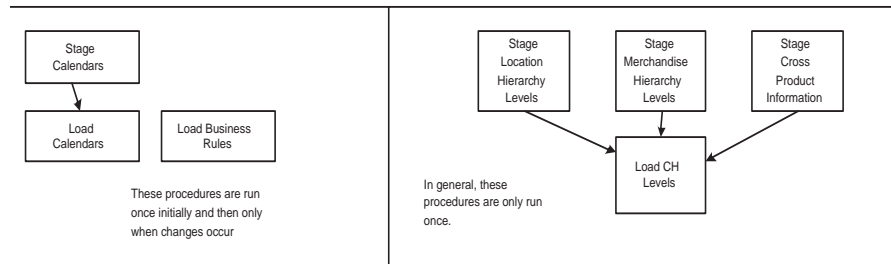 Stage
Calendars
Load
Calendars
Load Business
Rules
These procedures are run
once initially and then only
when changes occur
Stage
Location
Hierarchy
Levels
Stage
Merchandise
Hierarchy
Levels
Stage
Cross
Product
Information
Load CH
Levels
In general, these
procedures are only run
once.